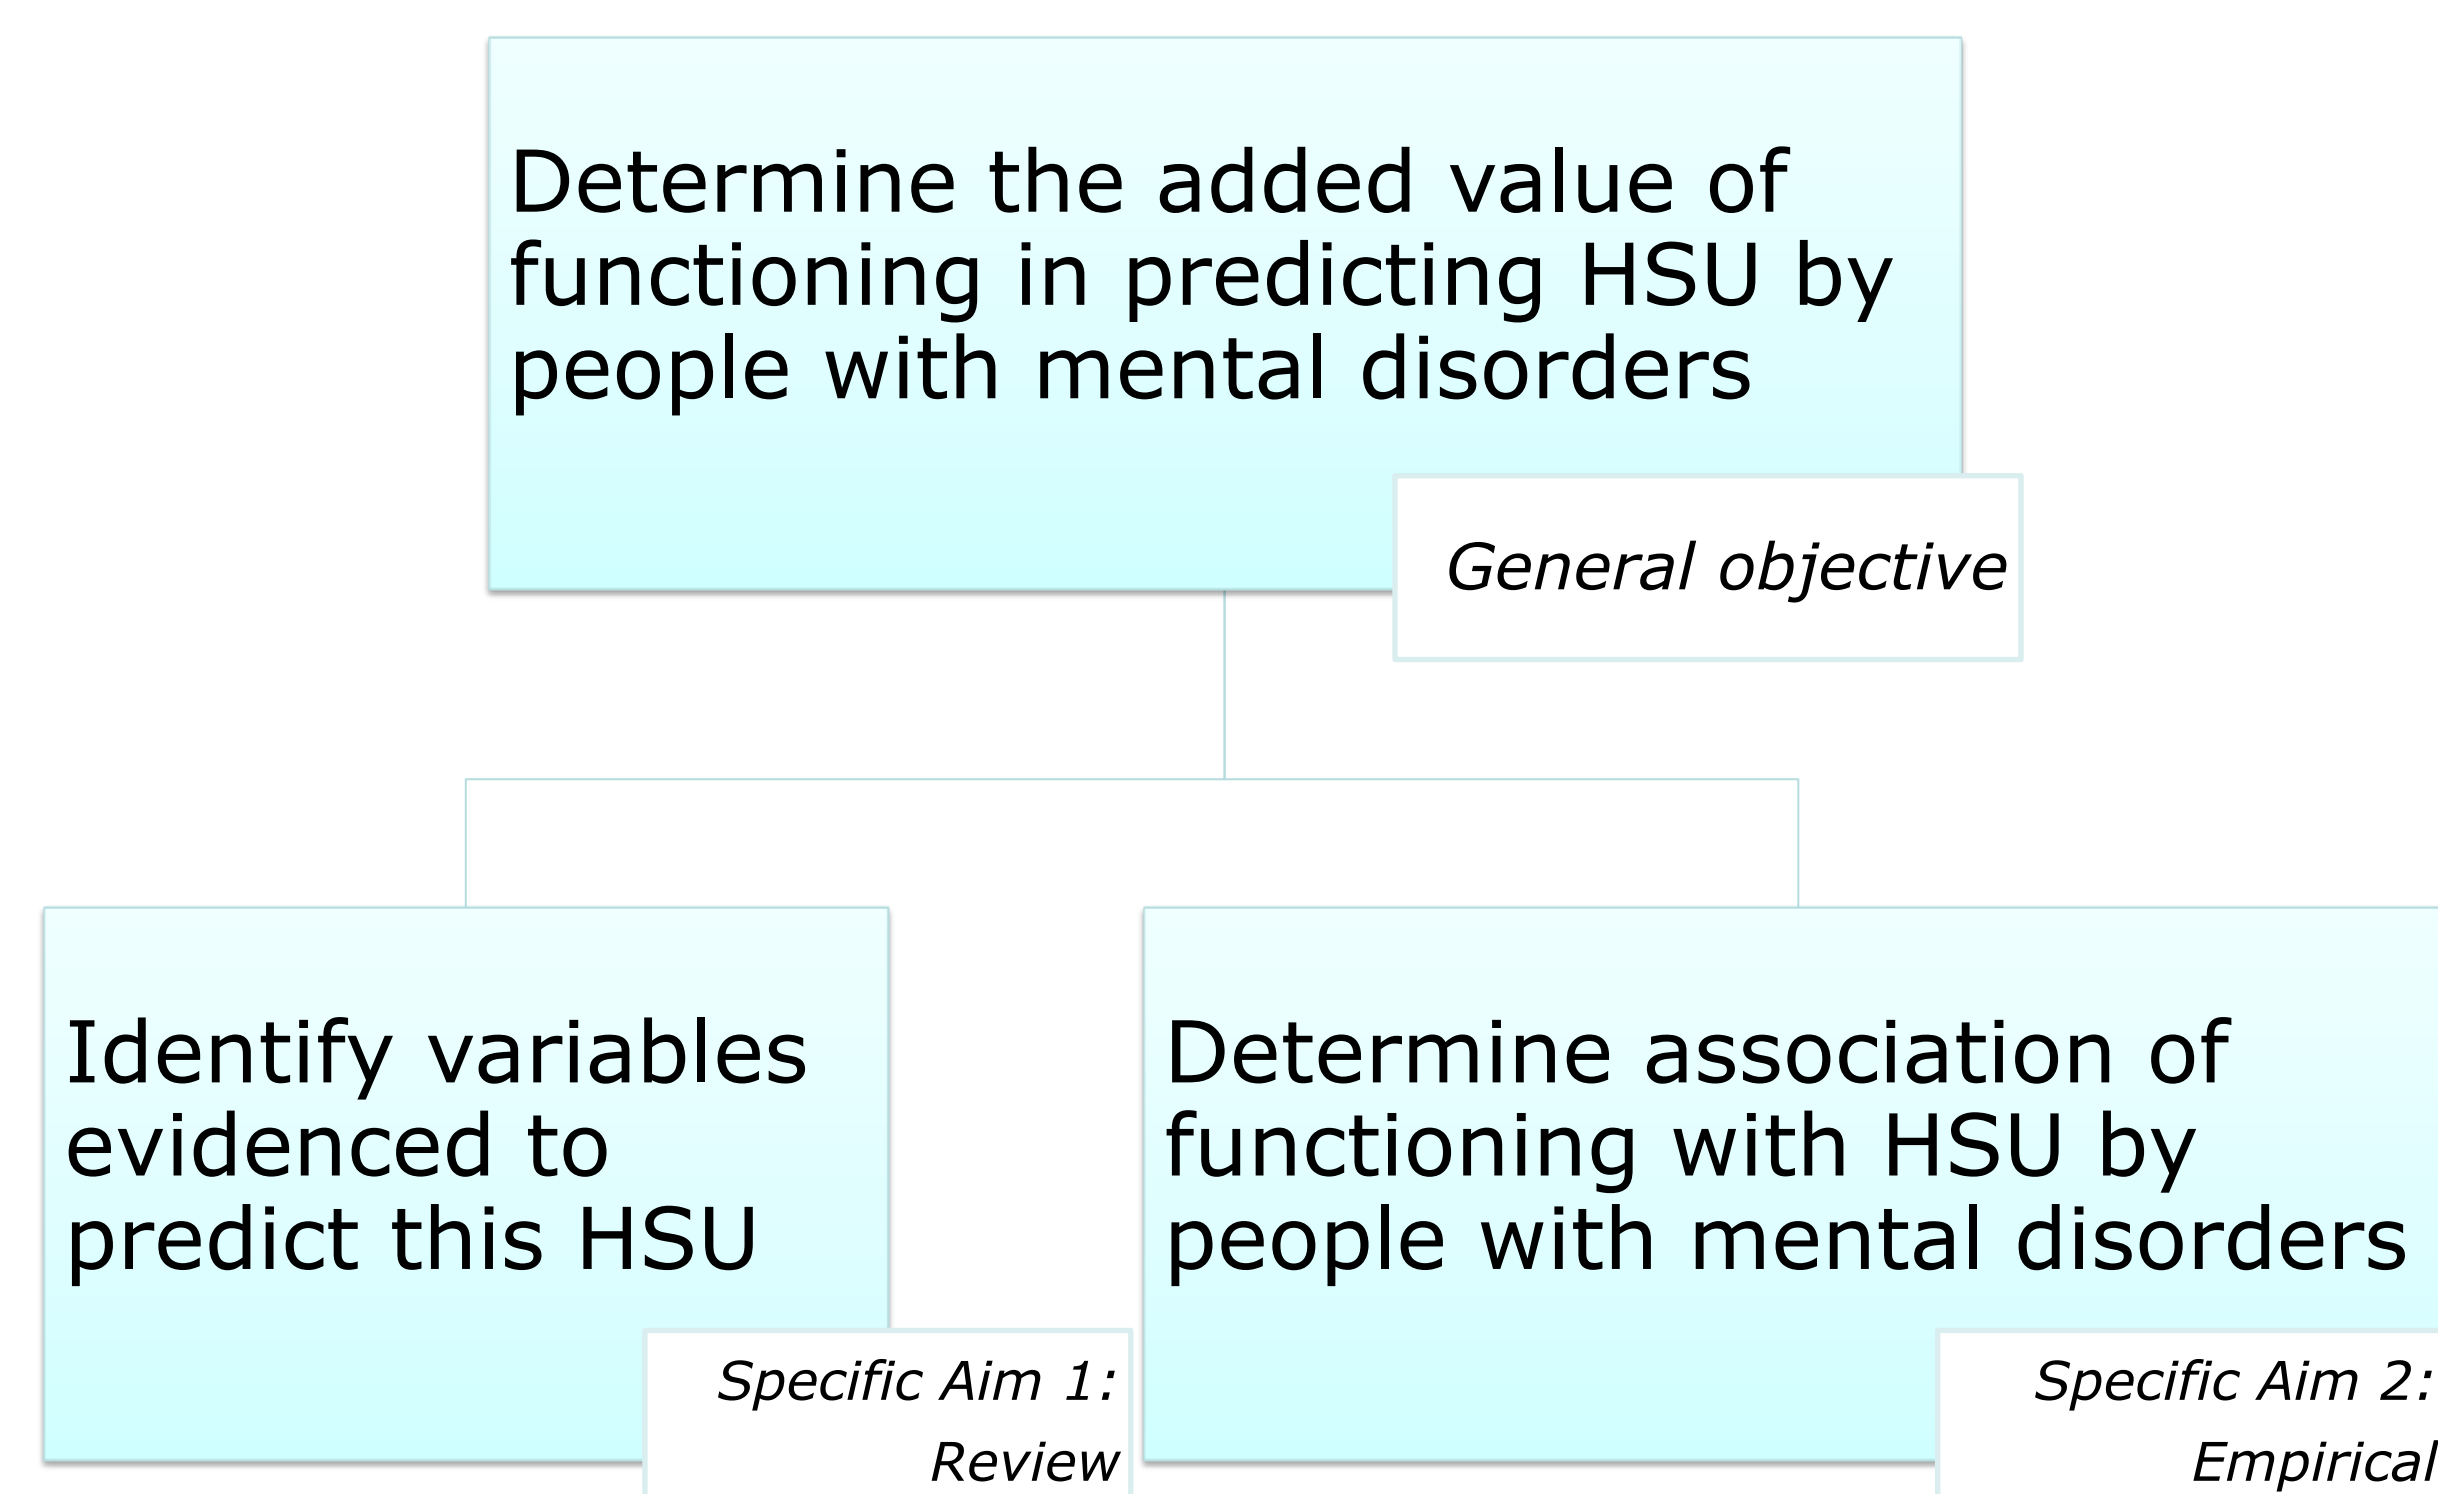 Determine the added value of
functioning in predicting HSU by
people with mental disorders
General objective
Identify variables
evidenced to
predict this HSU
Specific Aim 1:
Review
Determine association of
functioning with HSU by
people with mental disorders
Specific Aim 2:
Empirical